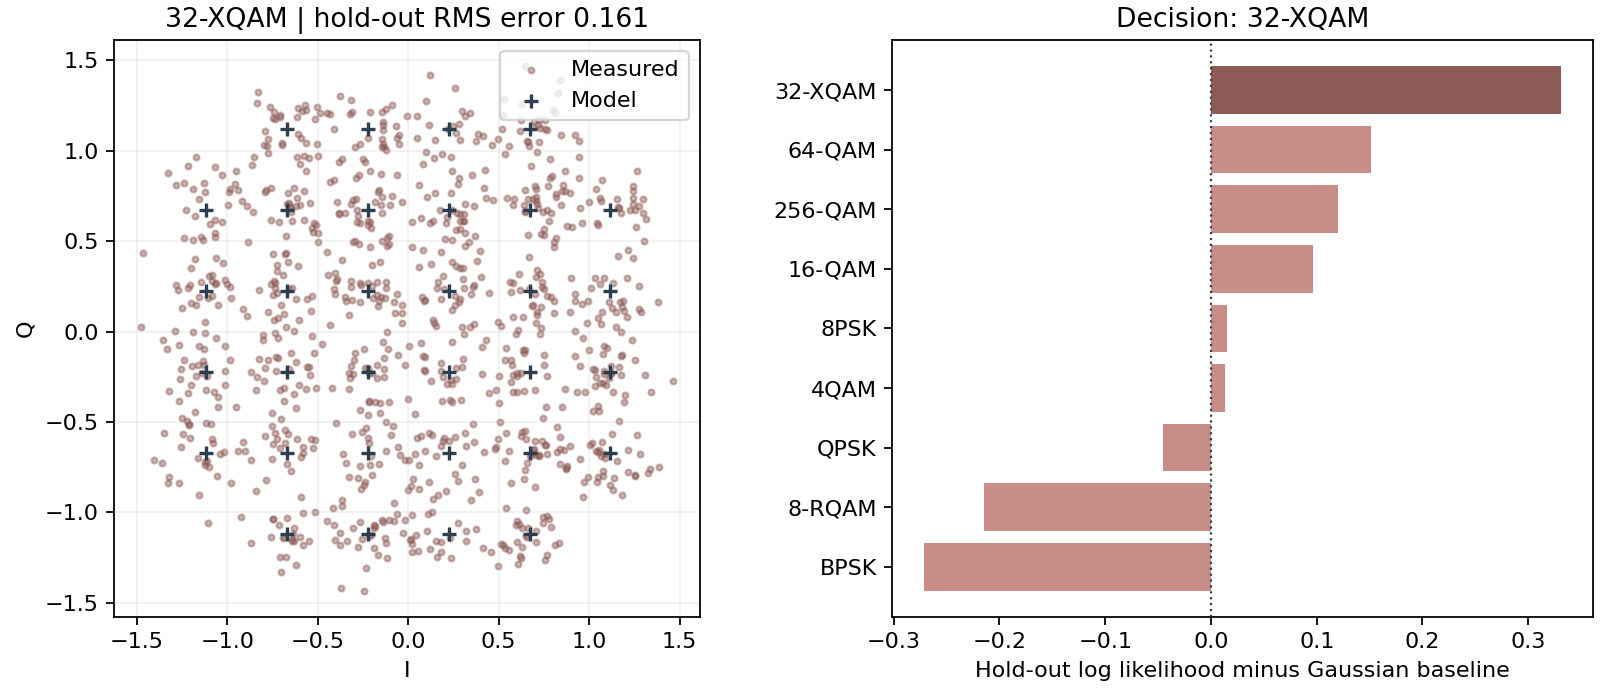 32-XQAM | hold-out RMS error 0.161
Measured
Model
1.5
1.0
0.5
0.0
−0.5
−1.0
−1.5
Q
−1.5
−1.0
−0.5
0.0
0.5
1.0
1.5
I
Decision: 32-XQAM
32-XQAM
64-QAM
256-QAM
16-QAM
8PSK
4QAM
QPSK
8-RQAM
BPSK
−0.3
−0.2
−0.1
0.0
0.1
0.2
0.3
Hold-out log likelihood minus Gaussian baseline